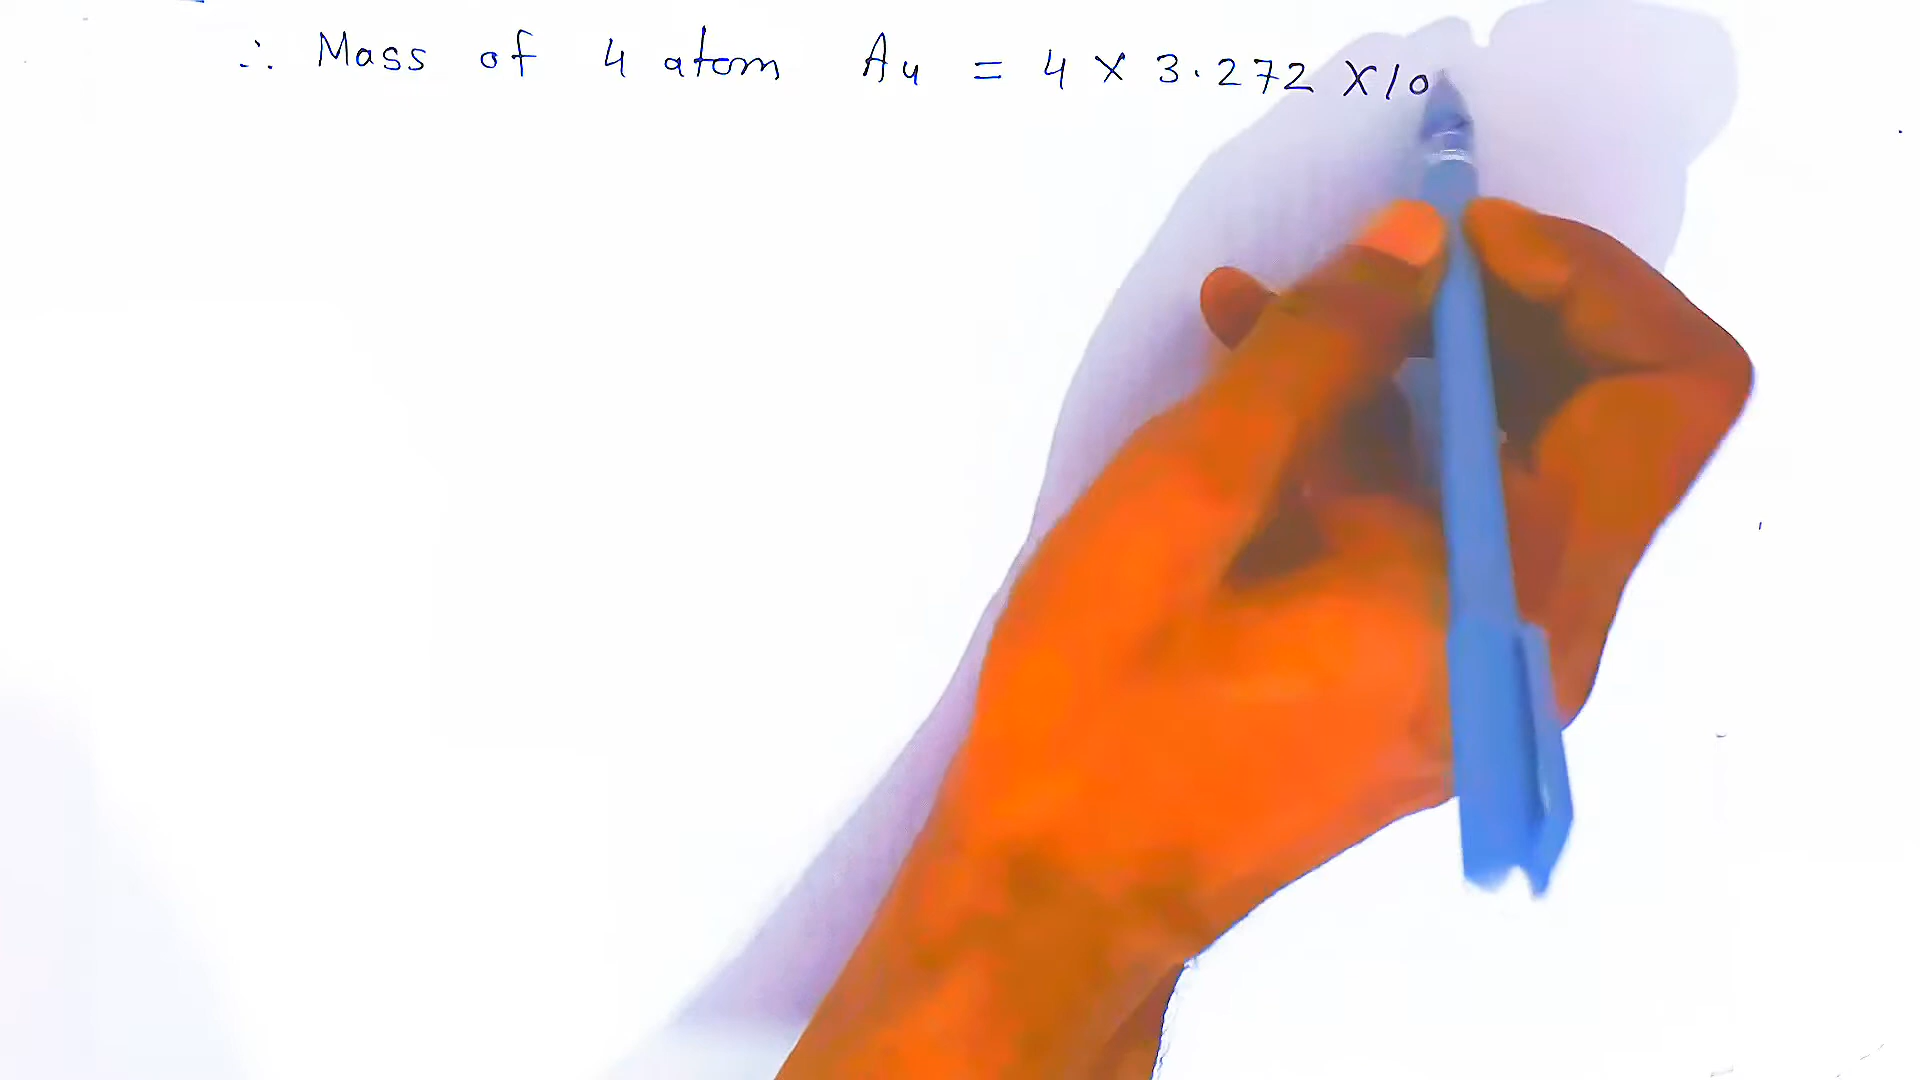 ∴ Mass of 4 atom Au = 4 × 3.272 × 10